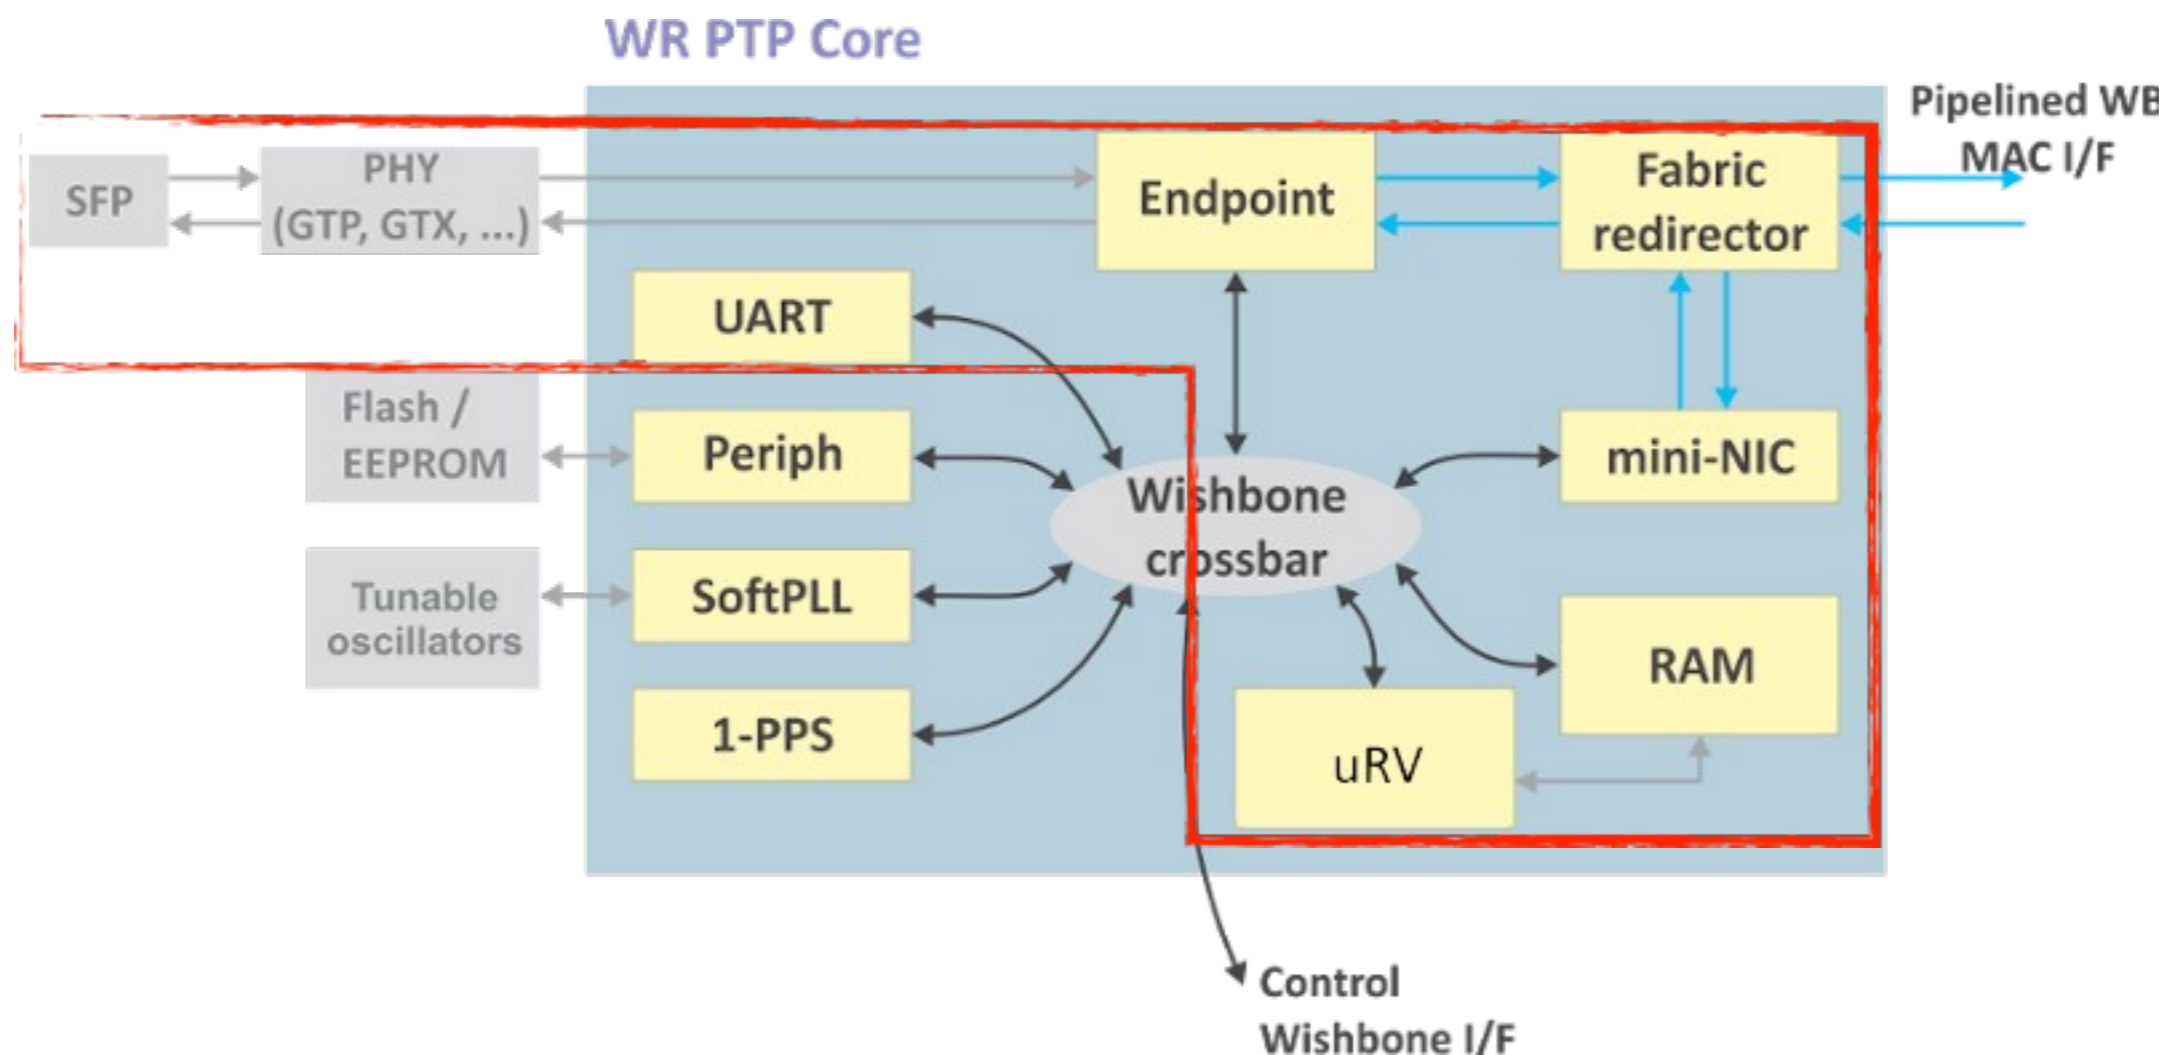 WR PTP Core
Pipelined WB
MAC I/F
SFP
PHY
(GTP, GTX, ...)
Endpoint
Fabric
redirector
UART
Flash /
EEPROM
Periph
Wishbone
crossbar
mini-NIC
Tunable
oscillators
SoftPLL
RAM
1-PPS
uRV
Control
Wishbone I/F